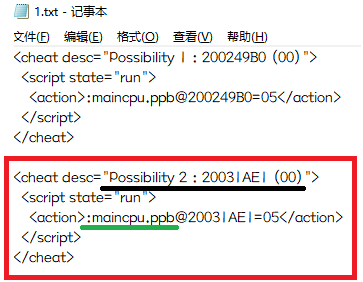 1.txt - 记事本
文件(F) 编辑(E) 格式(O) 查看(V) 帮助(H)
<cheat desc="Possibility 1 : 200249B0 (00)">
<script state="run">
<action>:maincpu.ppb@200249B0=05</action>
</script>
</cheat>
<cheat desc="Possibility 2 : 20031AE1 (00)">
<script state="run">
<action>:maincpu.ppb@20031AE1=05</action>
</script>
</cheat>